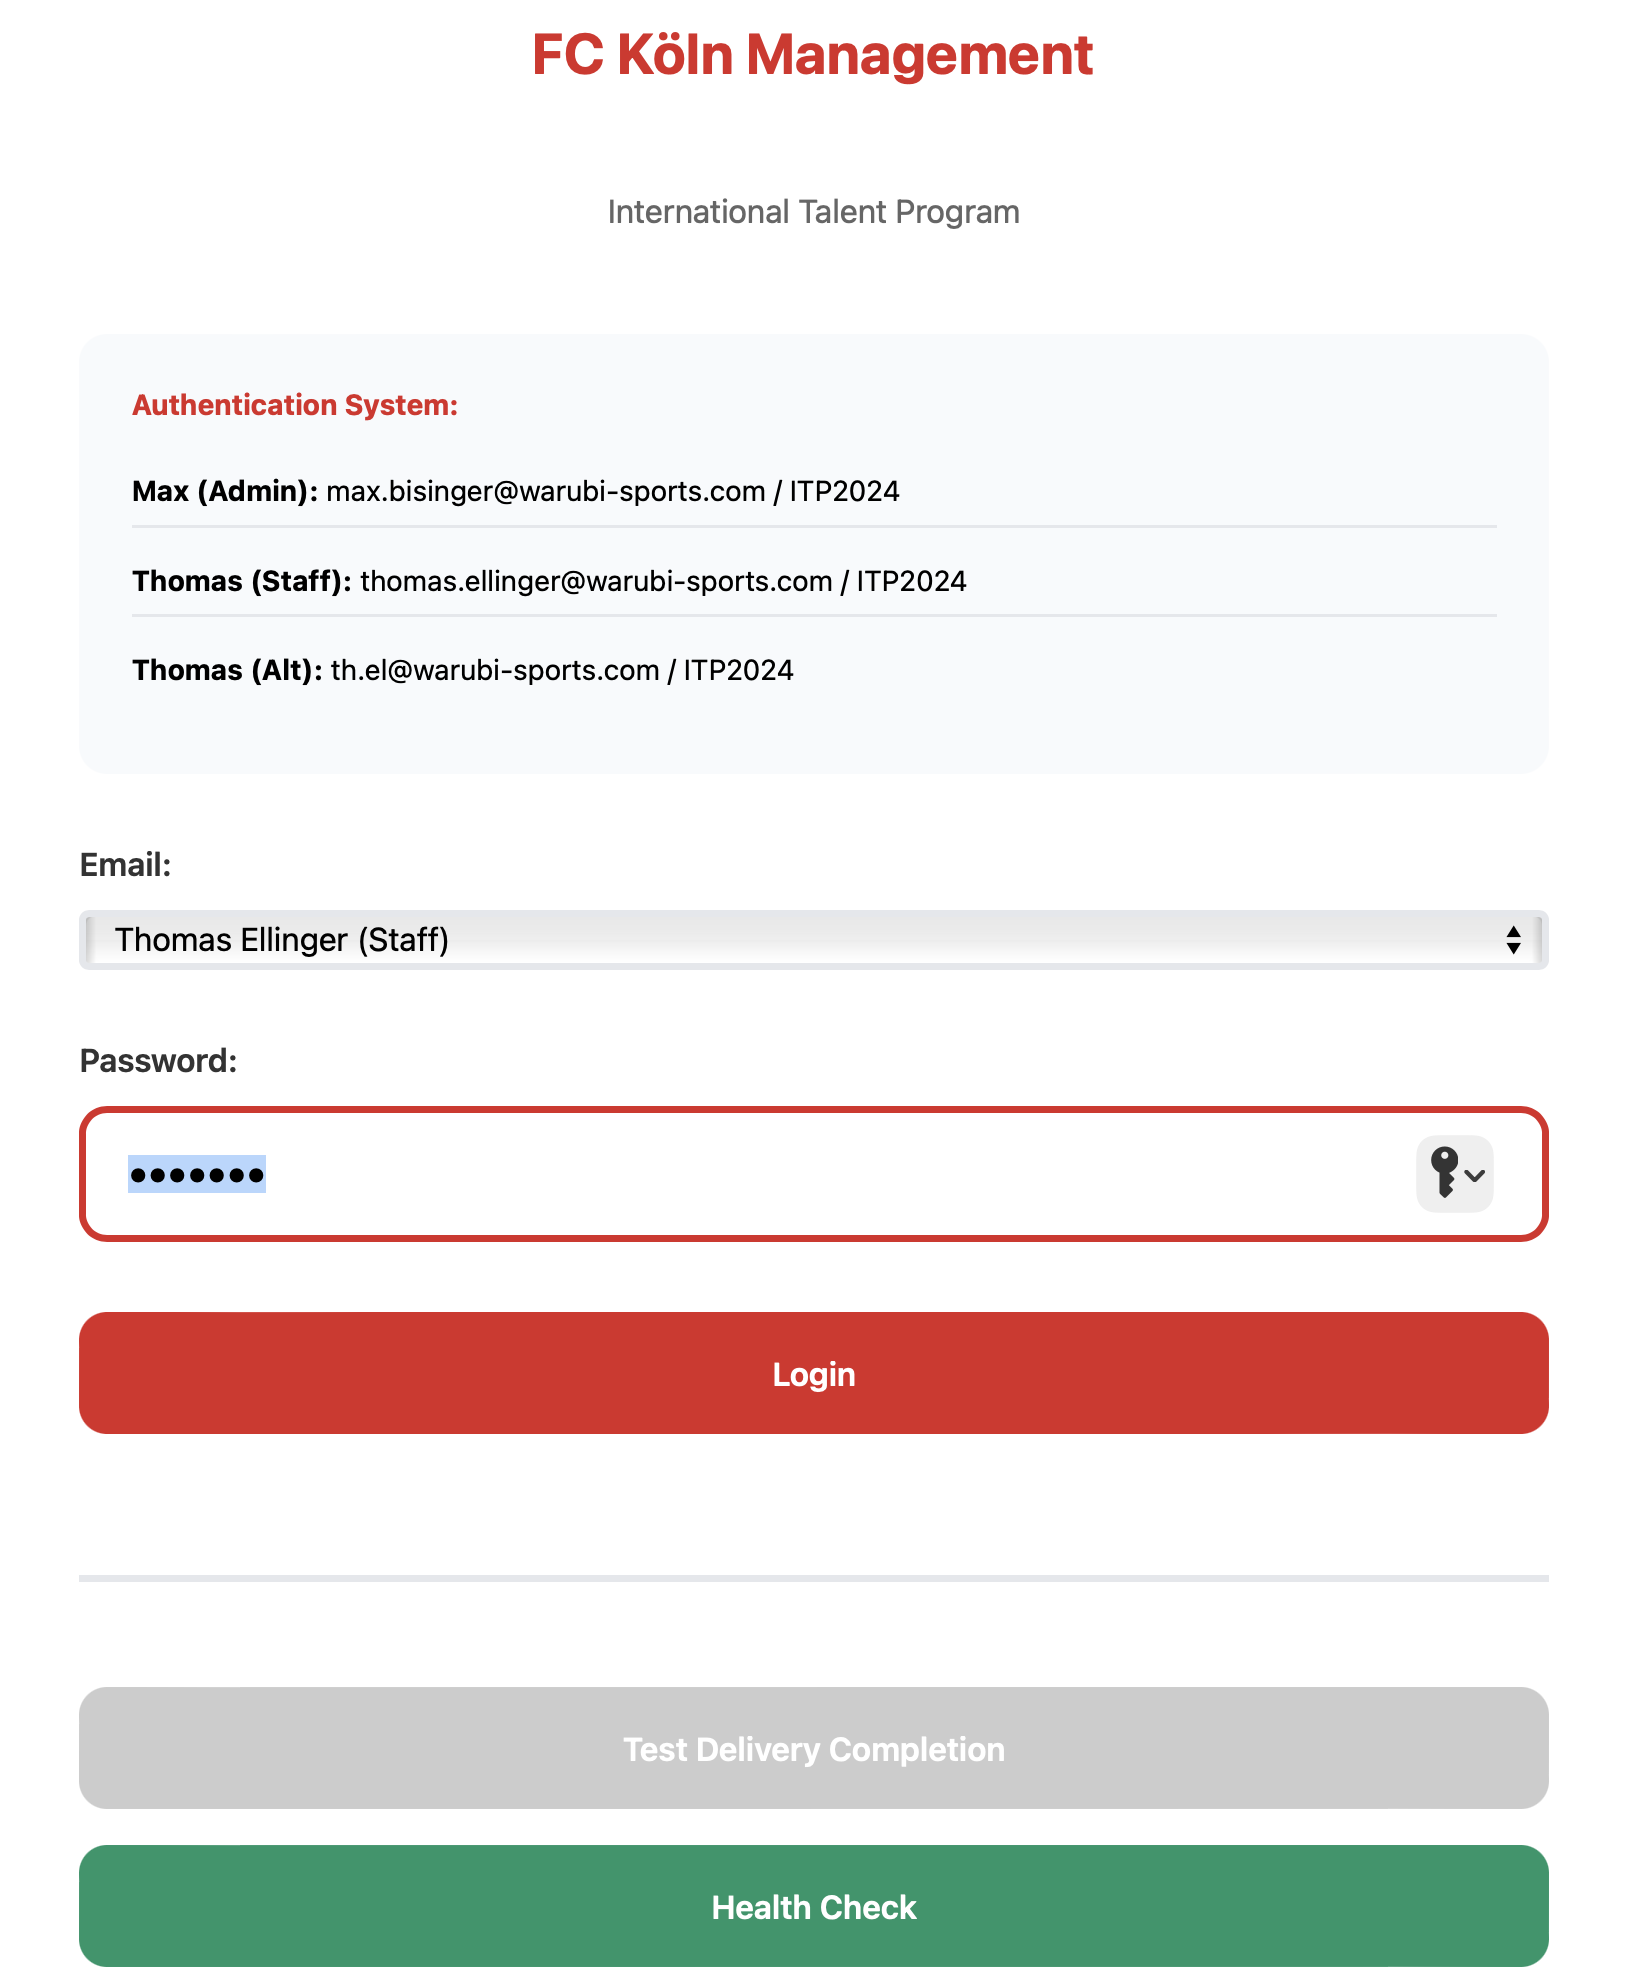 FC Köln Management
International Talent Program
Authentication System:
Max (Admin): max.bisinger@warubi-sports.com / ITP2024
Thomas (Staff): thomas.ellinger@warubi-sports.com / ITP2024
Thomas (Alt): th.el@warubi-sports.com / ITP2024
Email:
Thomas Ellinger (Staff)
Password:
•••••••
Login
Test Delivery Completion
Health Check